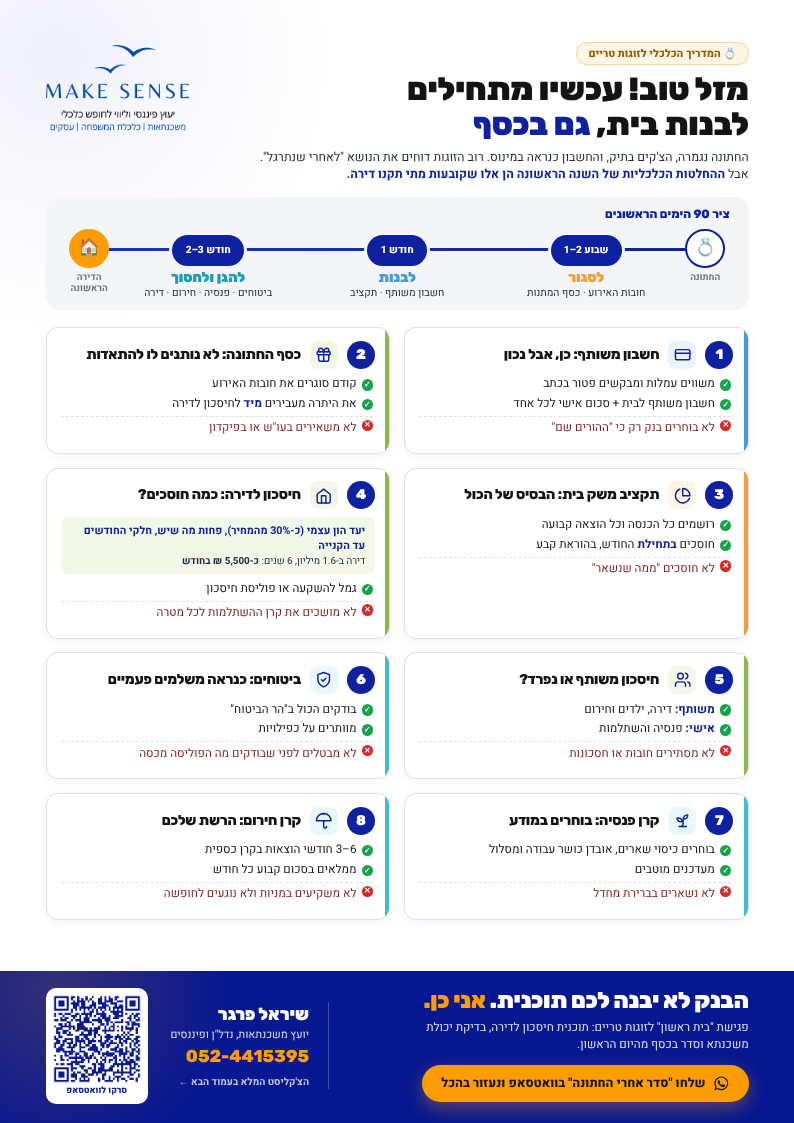 המדריך הכלכלי לזוגות טריים
MAKE SENSE
יעוץ פיננסי וליווי לחופש כלכלי
משכנתאות | כלכלת המשפחה | עסקים
מזל טוב! עכשיו מתחילים
לבנות בית, גם בכסף
החתונה נגמרה, הצ'קים בתיק, והחשבון כנראה במינוס. רוב הזוגות דוחים את הנושא "לאחרי שנתרגל".
אבל ההחלטות הכלכליות של השנה הראשונה הן אלו שקובעות מתי תקנו דירה.
ציר 90 הימים הראשונים
החתונה
שבוע 1–2
לסגור
חובות האירוע · כסף המתנות
חודש 1
לבנות
חשבון משותף · תקציב
חודש 2–3
להגן ולחסוך
ביטוחים · פנסיה · חירום · דירה
הדירה
הראשונה
1 חשבון משותף: כן, אבל נכון
משווים עמלות ומבקשים פטור בכתב
חשבון משותף לבית + סכום אישי לכל אחד
לא בוחרים בנק רק כי "ההורים שם"
2 כסף החתונה: לא נותנים לו להתאדות
קודם סוגרים את חובות האירוע
את היתרה מעבירים מיד לחיסכון לדירה
לא משאירים בעו"ש או בפיקדון
3 תקציב משק בית: הבסיס של הכול
רושמים כל הכנסה וכל הוצאה קבועה
חוסכים בתחילת החודש, בהוראת קבע
לא חוסכים "ממה שנשאר"
4 חיסכון לדירה: כמה חוסכים?
יעד הון עצמי (כ-30% מהמחיר), פחות מה שיש, חלקי החודשים
עד הקנייה
דירה ב-1.6 מיליון, 6 שנים: כ-5,500 ₪ בחודש
גמל להשקעה או פוליסת חיסכון
לא מושכים את קרן ההשתלמות לכל מטרה
5 חיסכון משותף או נפרד?
משותף: דירה, ילדים וחירום
אישי: פנסיה והשתלמות
לא מסתירים חובות או חסכונות
6 ביטוחים: כנראה משלמים פעמיים
בודקים הכול ב"הר הביטוח"
מוותרים על כפילויות
לא מבטלים לפני שבודקים מה הפוליסה מכסה
7 קרן פנסיה: בוחרים במודע
בוחרים כיסוי שארים, אובדן כושר עבודה ומסלול
מעדכנים מוטבים
לא נשארים בברירת מחדל
8 קרן חירום: הרשת שלכם
3–6 חודשי הוצאות בקרן כספית
ממלאים בסכום קבוע כל חודש
לא משקיעים במניות ולא נוגעים לחופשה
הבנק לא יבנה לכם תוכנית. אני כן.
פגישת "בית ראשון" לזוגות טריים: תוכנית חיסכון לדירה, בדיקת יכולת
משכנתא וסדר בכסף מהיום הראשון.
שלחו "סדר אחרי החתונה" בוואטסאפ ונעזור בהכל
שיראל פרגר
יועץ משכנתאות, נדל"ן ופיננסים
052-4415395
הצ'קליסט המלא בעמוד הבא ←
סרקו לוואטסאפ